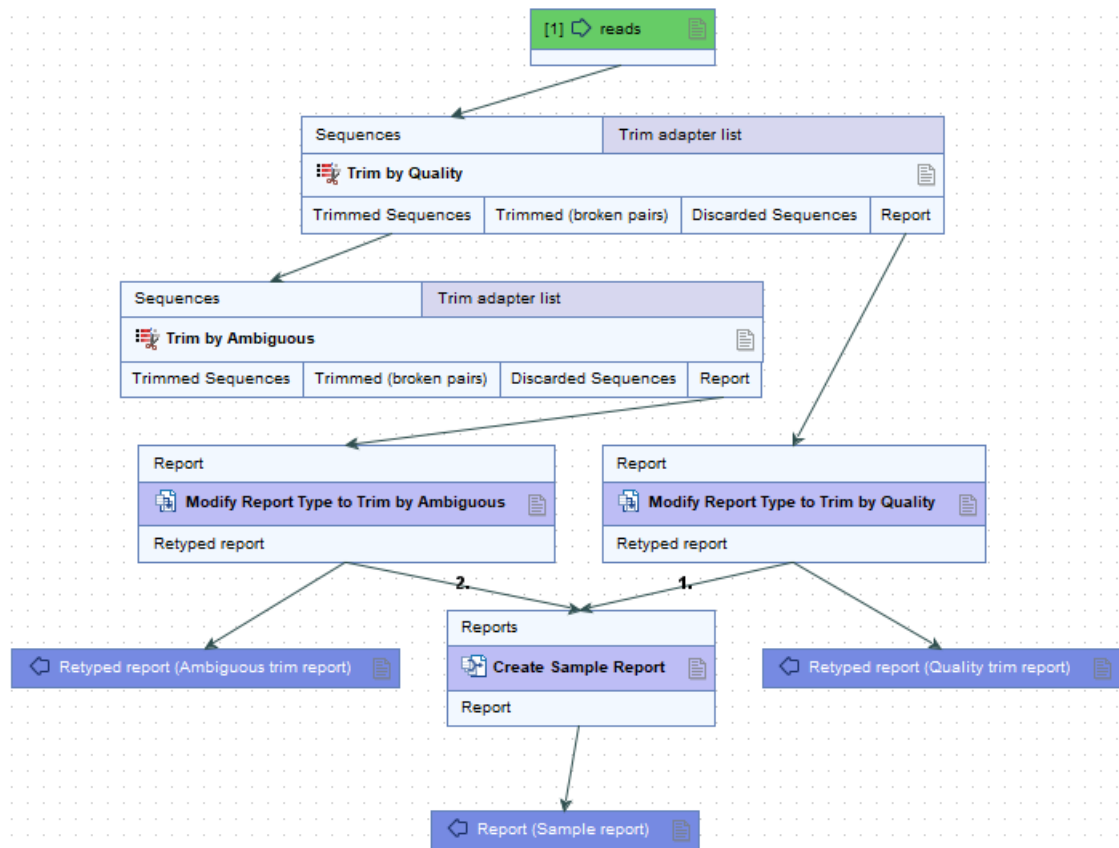 [1] reads
Sequences Trim adapter list
Trim by Quality
Trimmed Sequences Trimmed (broken pairs) Discarded Sequences Report
Sequences Trim adapter list
Trim by Ambiguous
Trimmed Sequences Trimmed (broken pairs) Discarded Sequences Report
Report Report
Modify Report Type to Trim by Ambiguous Modify Report Type to Trim by Quality
Retyped report Retyped report
2. 1.
Reports
Retyped report (Ambiguous trim report) Create Sample Report Retyped report (Quality trim report)
Report
Report (Sample report)